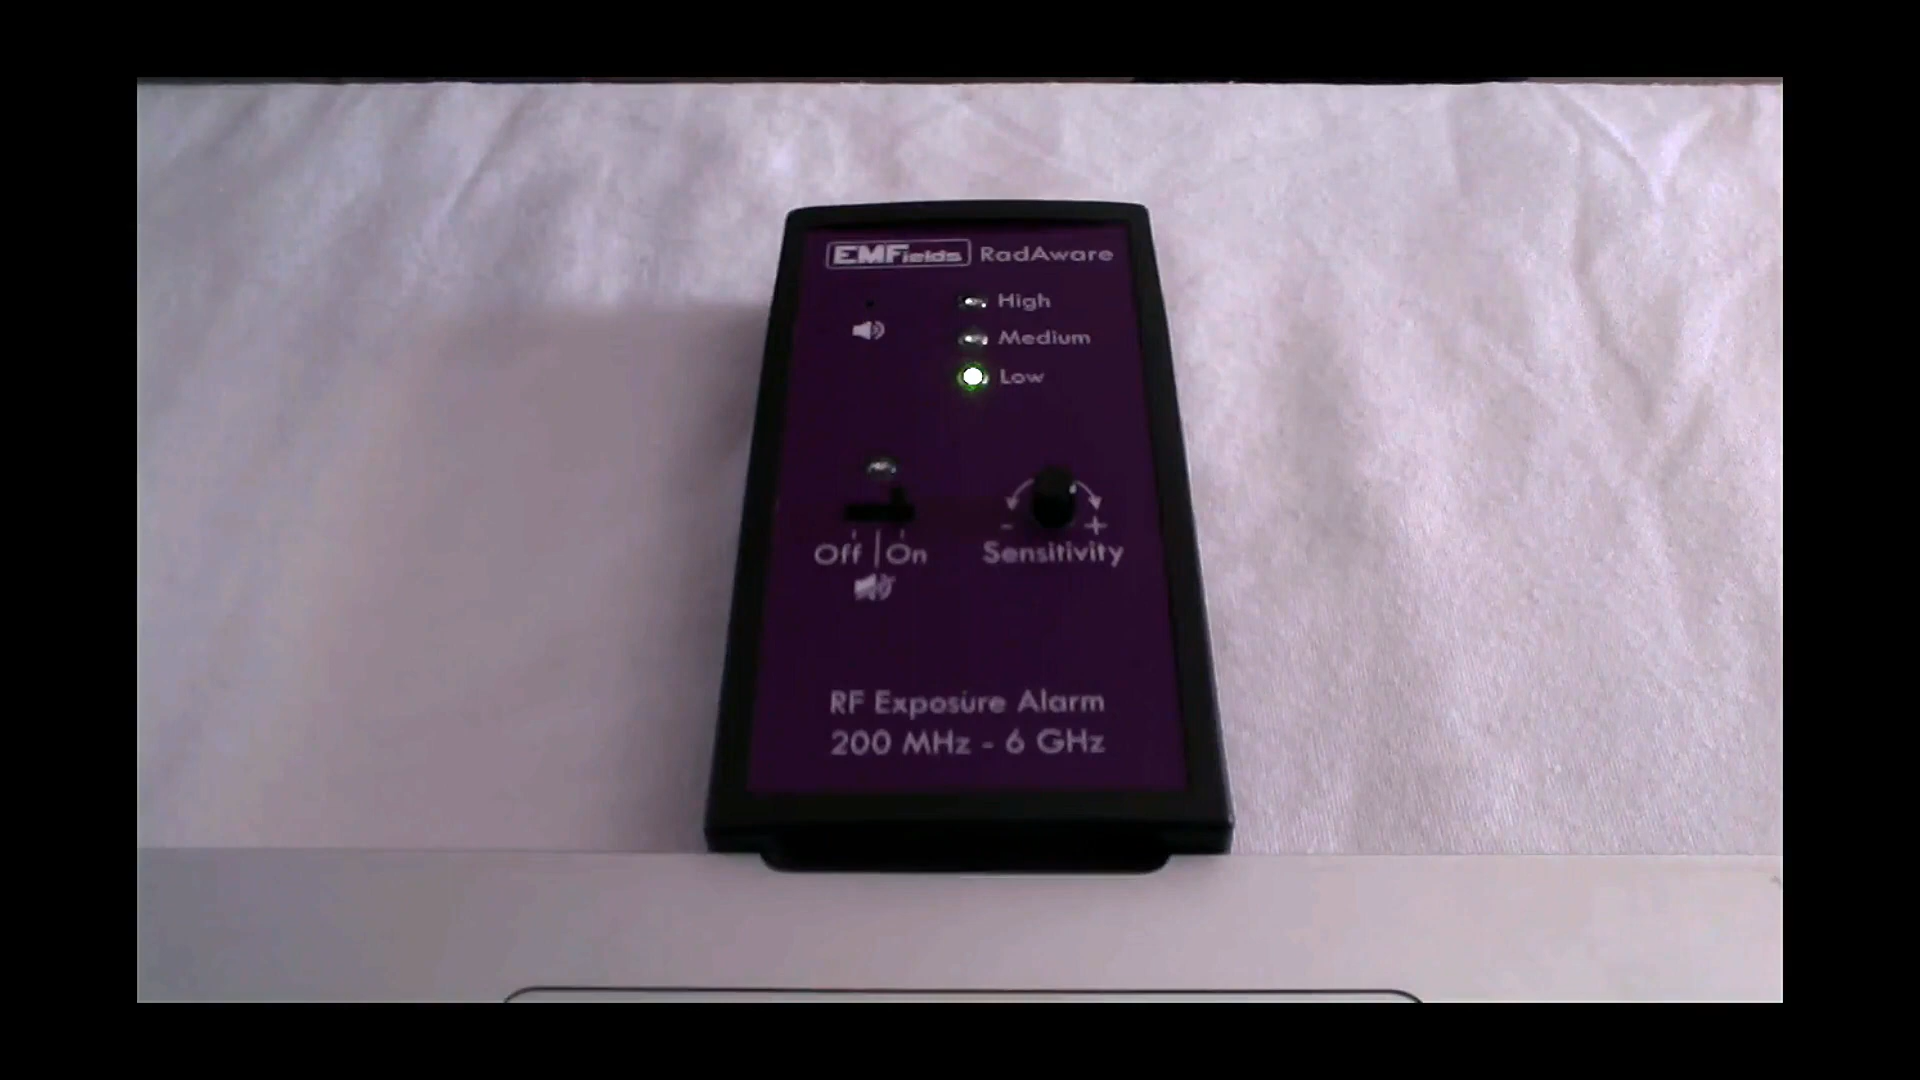 EMFields RadAware
High
Medium
Low
Off | On
- +
Sensitivity
RF Exposure Alarm
200 MHz - 6 GHz